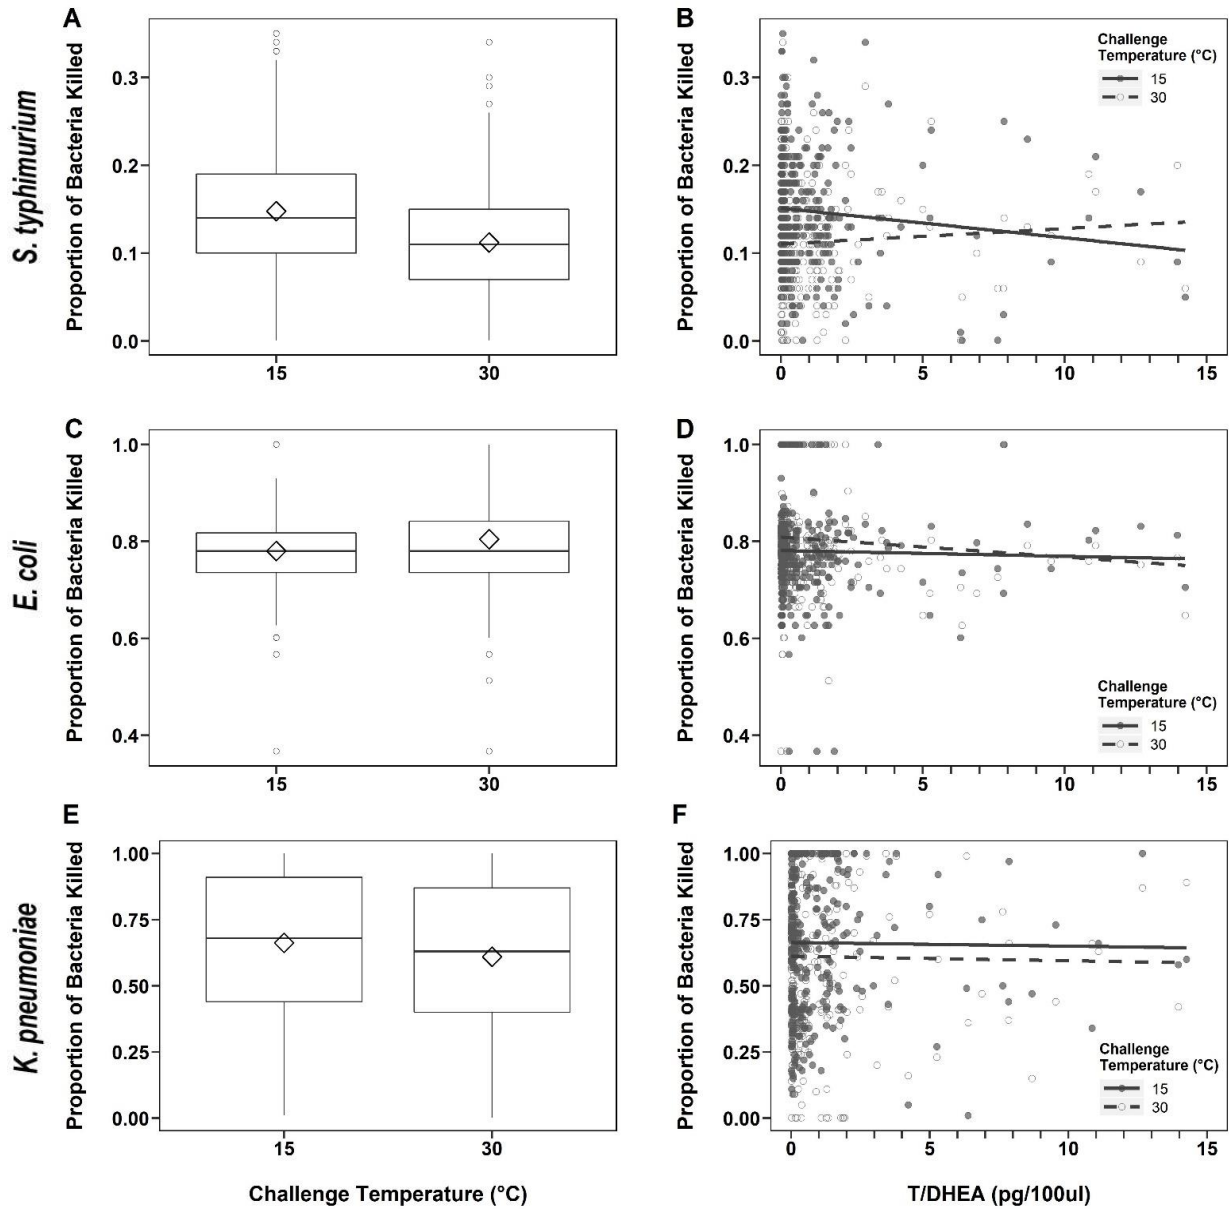 A
S. typhimurium
Proportion of Bacteria Killed
0.3
0.2
0.1
0.0
15
30
B
Proportion of Bacteria Killed
0.3
0.2
0.1
0.0
Challenge
Temperature (°C)
15
30
0
5
10
15
C
E. coli
Proportion of Bacteria Killed
1.0
0.8
0.6
0.4
15
30
D
Proportion of Bacteria Killed
1.0
0.8
0.6
0.4
Challenge
Temperature (°C)
15
30
0
5
10
15
E
K. pneumoniae
Proportion of Bacteria Killed
1.00
0.75
0.50
0.25
0.00
15
30
Challenge Temperature (°C)
F
Proportion of Bacteria Killed
1.00
0.75
0.50
0.25
0.00
Challenge
Temperature (°C)
15
30
0
5
10
15
T/DHEA (pg/100ul)